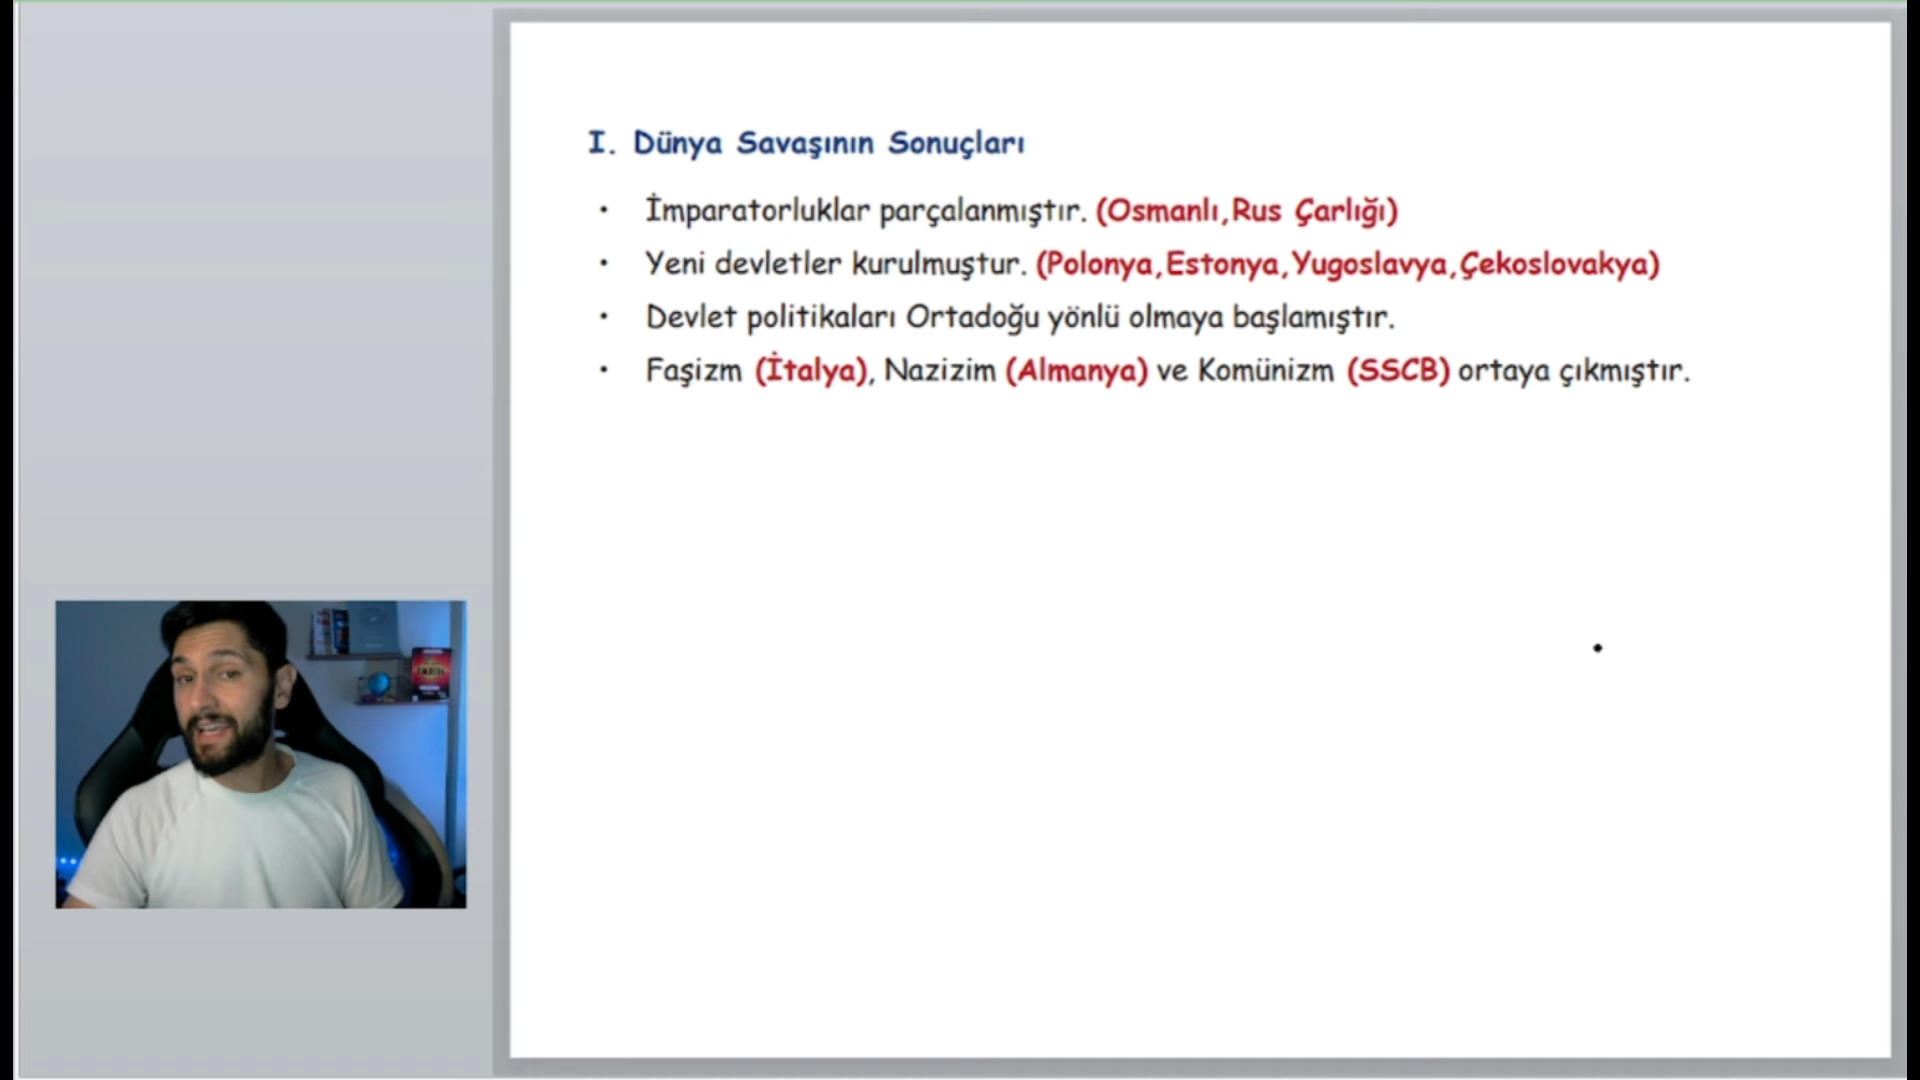 I. Dünya Savaşının Sonuçları
• İmparatorluklar parçalanmıştır. (Osmanlı,Rus Çarlığı)
• Yeni devletler kurulmuştur. (Polonya,Estonya,Yugoslavya,Çekoslovakya)
• Devlet politikaları Ortadoğu yönlü olmaya başlamıştır.
• Faşizm (İtalya), Nazizim (Almanya) ve Komünizm (SSCB) ortaya çıkmıştır.
TARİH